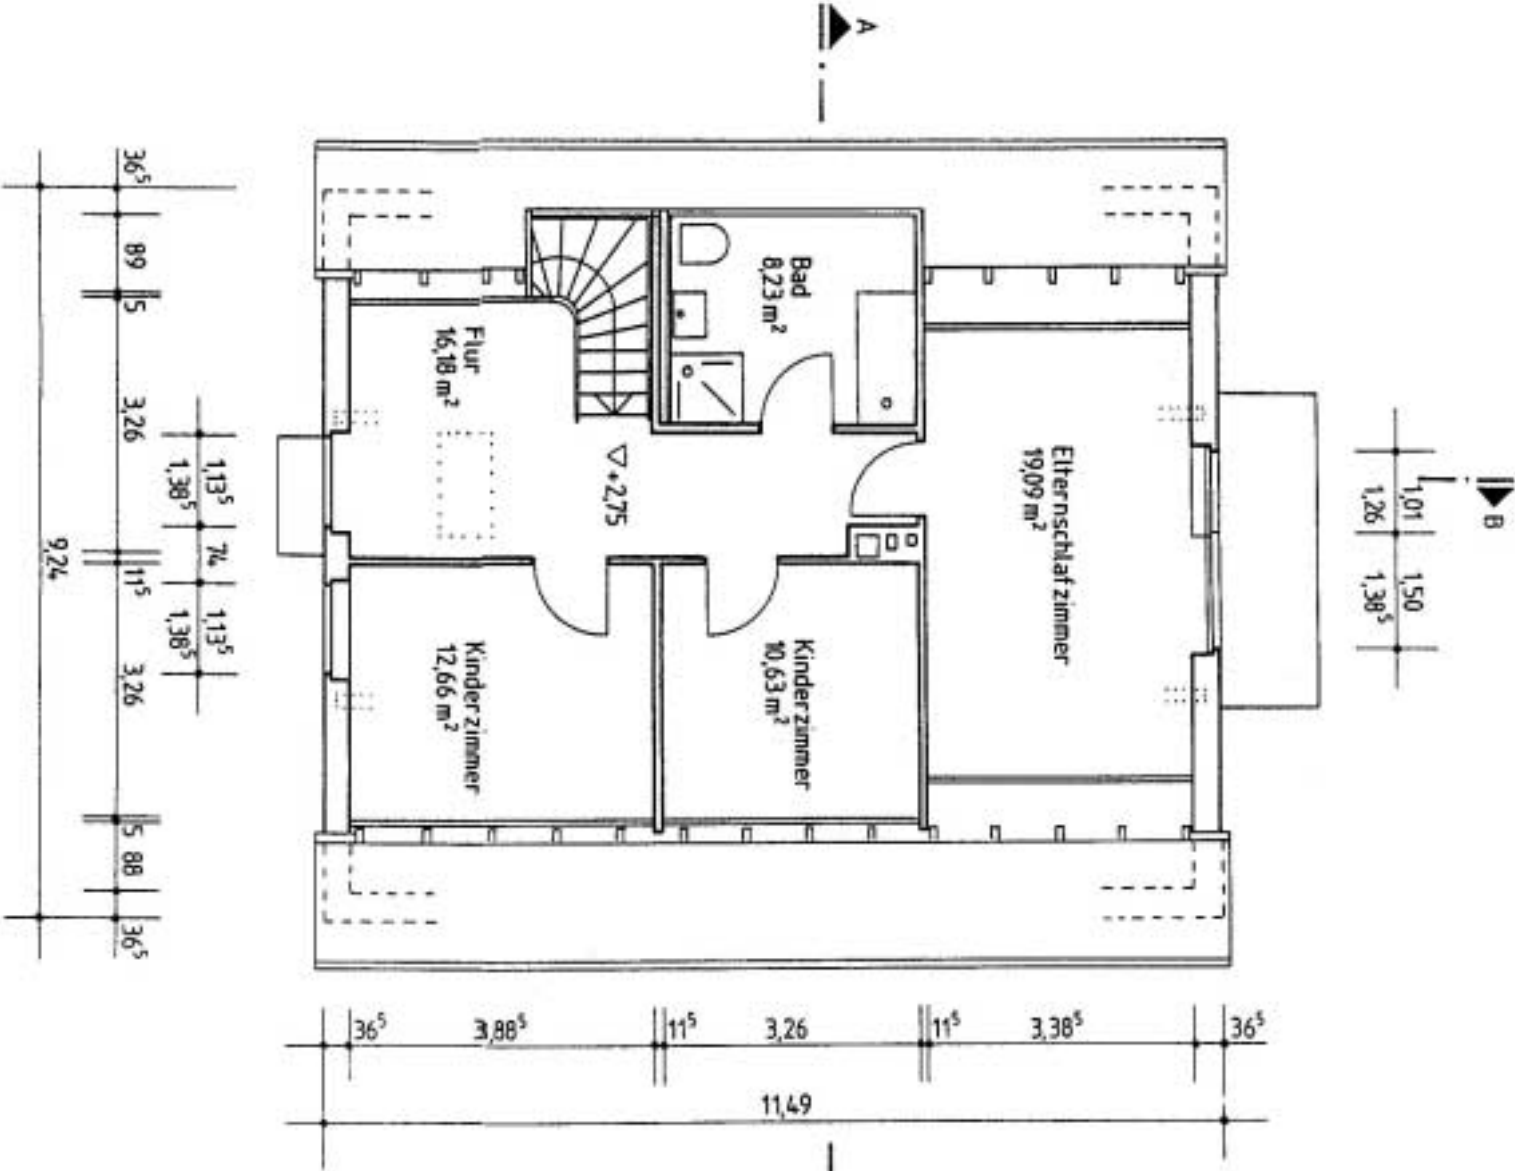 A
B
Bad
8,23 m²
Flur
16,18 m²
+2,75
Elternschlafzimmer
19,09 m²
Kinderzimmer
12,66 m²
Kinderzimmer
10,63 m²
36⁵
89
5
3,26
11⁵
3,26
5
88
36⁵
9,24
1,13⁵
1,38⁵
74
1,13⁵
1,38⁵
1,01
1,26
1,50
1,38⁵
36⁵
3,88⁵
11⁵
3,26
11⁵
3,38⁵
36⁵
11,49